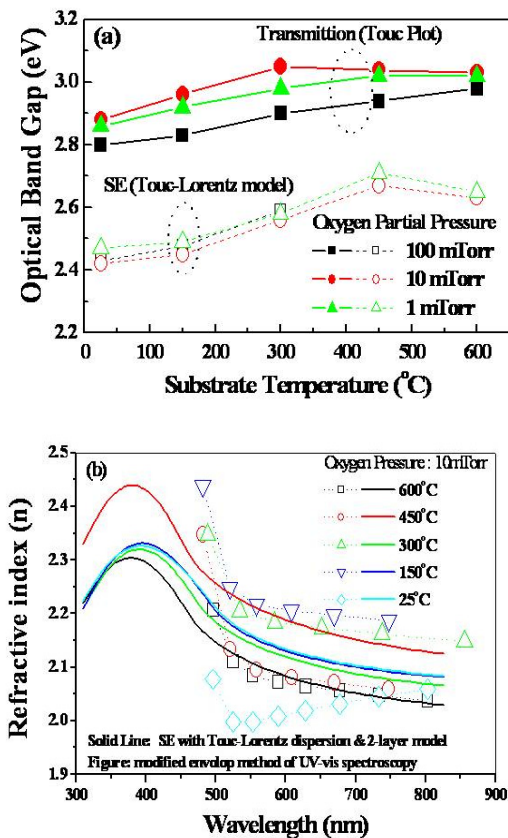 (a)
Transmittion (Touc Plot)
SE (Touc-Lorentz model)
Oxygen Partial Pressure
100 mTorr
10 mTorr
1 mTorr
Optical Band Gap (eV)
3.2
3.0
2.8
2.6
2.4
2.2
0 100 200 300 400 500 600
Substrate Temperature (°C)
(b)
Oxygen Pressure : 10mTorr
600°C
450°C
300°C
150°C
25°C
Refractive index (n)
2.5
2.4
2.3
2.2
2.1
2.0
1.9
Solid Line: SE with Touc-Lorentz dispersion & 2-layer model
Figure: modified envolop method of UV-vis spectroscopy
300 400 500 600 700 800 900
Wavelength (nm)